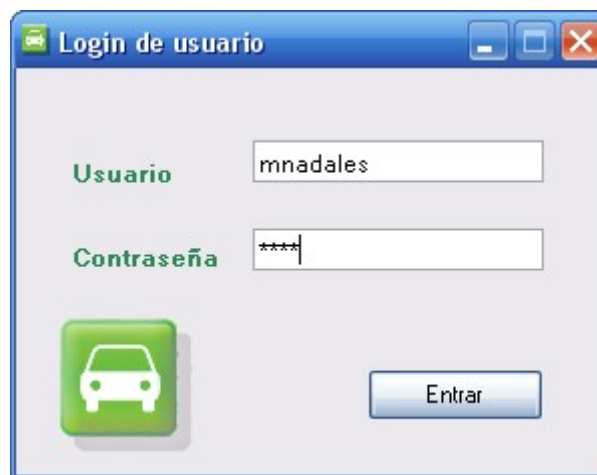 Login de usuario
Usuario mnadales
Contraseña ****
Entrar